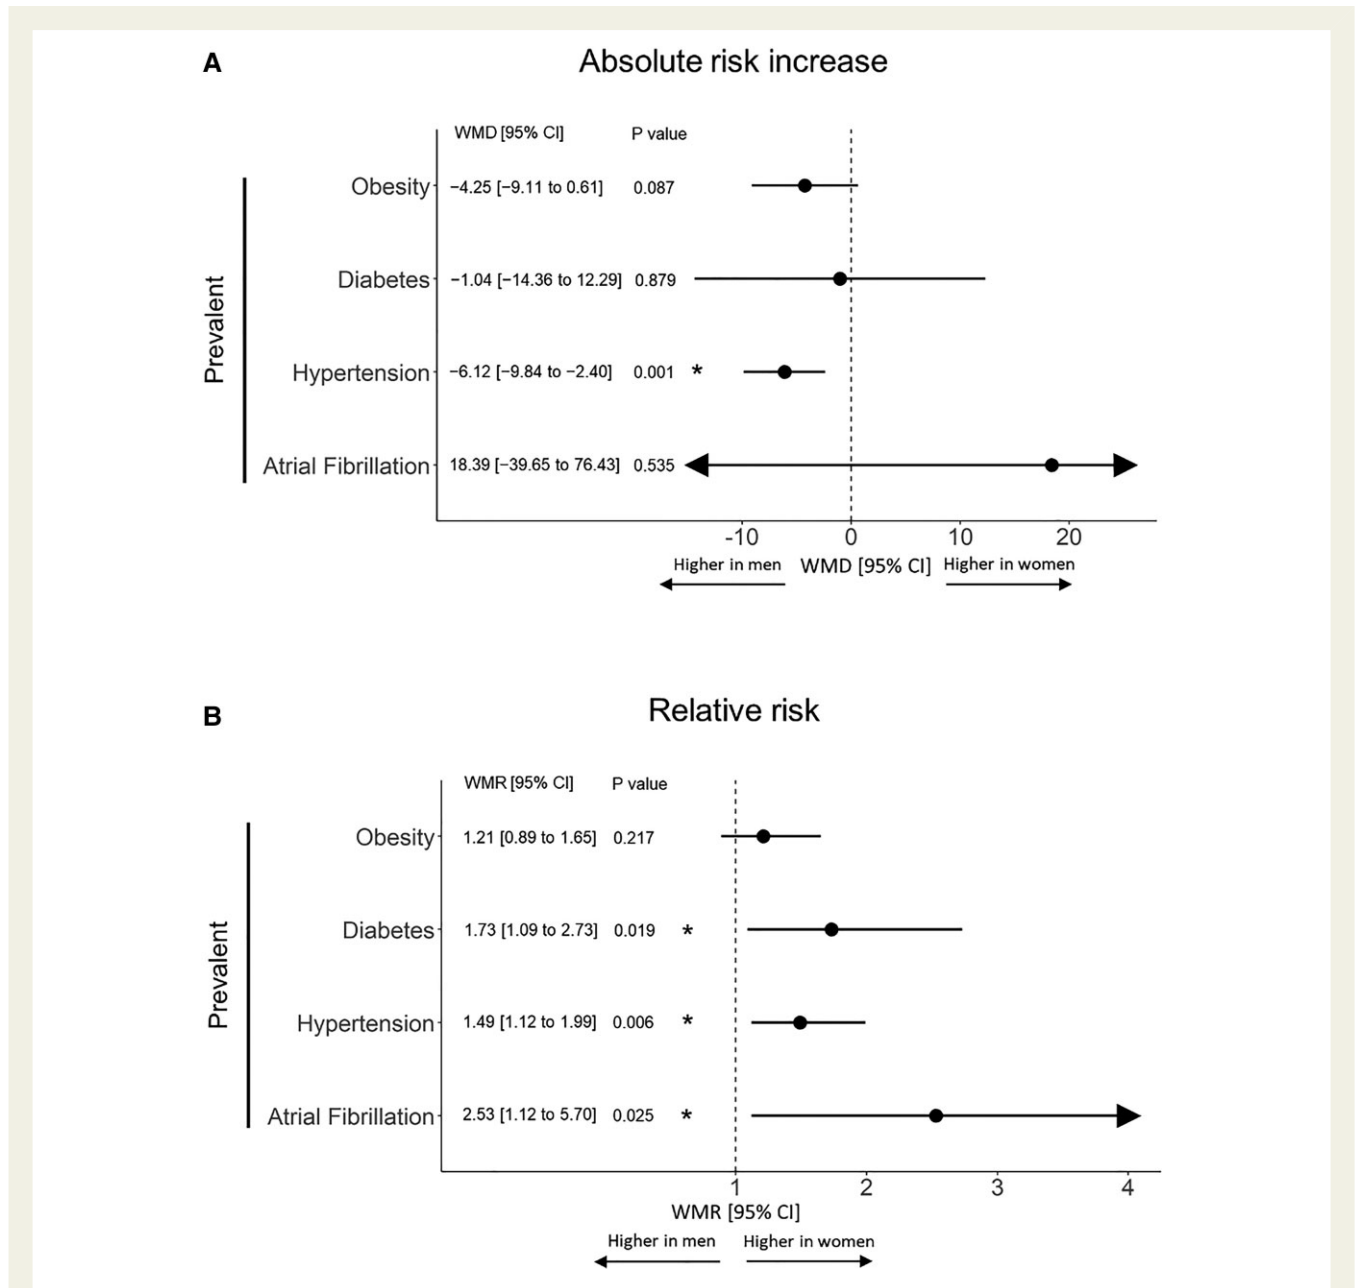 A
Absolute risk increase
WMD [95% CI] P value
Obesity −4.25 [−9.11 to 0.61] 0.087
Diabetes −1.04 [−14.36 to 12.29] 0.879
Hypertension −6.12 [−9.84 to −2.40] 0.001 *
Atrial Fibrillation 18.39 [−39.65 to 76.43] 0.535
Prevalent
-10 0 10 20
Higher in men WMD [95% CI] Higher in women
B
Relative risk
WMR [95% CI] P value
Obesity 1.21 [0.89 to 1.65] 0.217
Diabetes 1.73 [1.09 to 2.73] 0.019 *
Hypertension 1.49 [1.12 to 1.99] 0.006 *
Atrial Fibrillation 2.53 [1.12 to 5.70] 0.025 *
Prevalent
1 2 3 4
WMR [95% CI]
Higher in men Higher in women